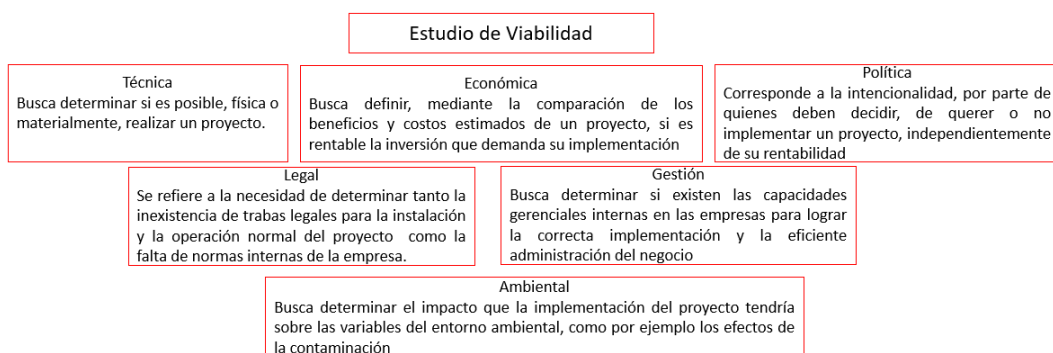 Estudio de Viabilidad
Técnica
Busca determinar si es posible, física o
materialmente, realizar un proyecto.
Económica
Busca definir, mediante la comparación de los
beneficios y costos estimados de un proyecto, si es
rentable la inversión que demanda su implementación
Política
Corresponde a la intencionalidad, por parte de
quienes deben decidir, de querer o no
implementar un proyecto, independientemente
de su rentabilidad
Legal
Se refiere a la necesidad de determinar tanto la
inexistencia de trabas legales para la instalación
y la operación normal del proyecto como la
falta de normas internas de la empresa.
Gestión
Busca determinar si existen las capacidades
gerenciales internas en las empresas para lograr
la correcta implementación y la eficiente
administración del negocio
Ambiental
Busca determinar el impacto que la implementación del proyecto tendría
sobre las variables del entorno ambiental, como por ejemplo los efectos de
la contaminación